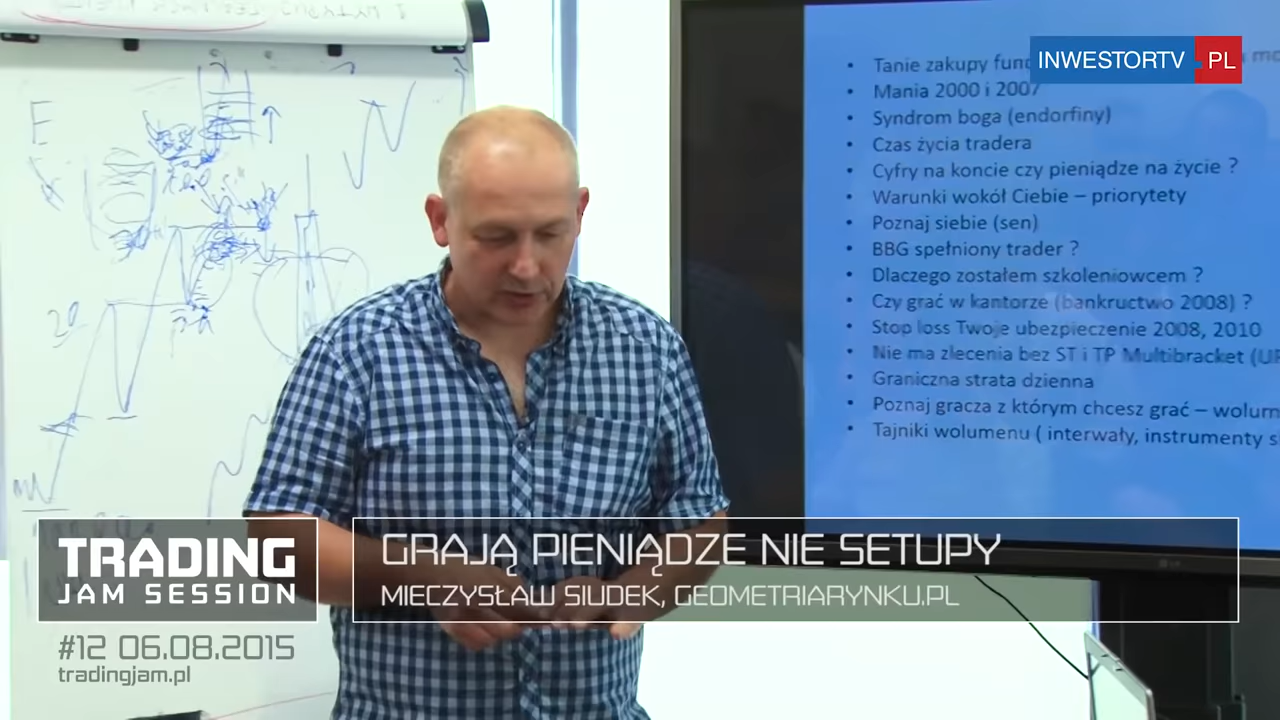 INWESTORTV PL
• Tanie zakupy
• Mania 2000 i 2007
• Syndrom boga (endorfiny)
• Czas życia tradera
• Cyfry na koncie czy pieniądze na życie ?
• Warunki wokół Ciebie – priorytety
• Poznaj siebie (sen)
• BBG spełniony trader ?
• Dlaczego zostałem szkoleniowcem ?
• Czy grać w kantorze (bankructwo 2008) ?
• Stop loss Twoje ubezpieczenie 2008, 2010
• Nie ma zlecenia bez ST i TP Multibracket
• Graniczna strata dzienna
• Poznaj gracza z którym chcesz grać –
• Tajniki wolumenu ( interwały, instrumenty
E
TRADING
JAM SESSION
#12 06.08.2015
tradingjam.pl
GRAJĄ PIENIĄDZE NIE SETUPY
MIECZYSŁAW SIUDEK, GEOMETRIARYNKU.PL